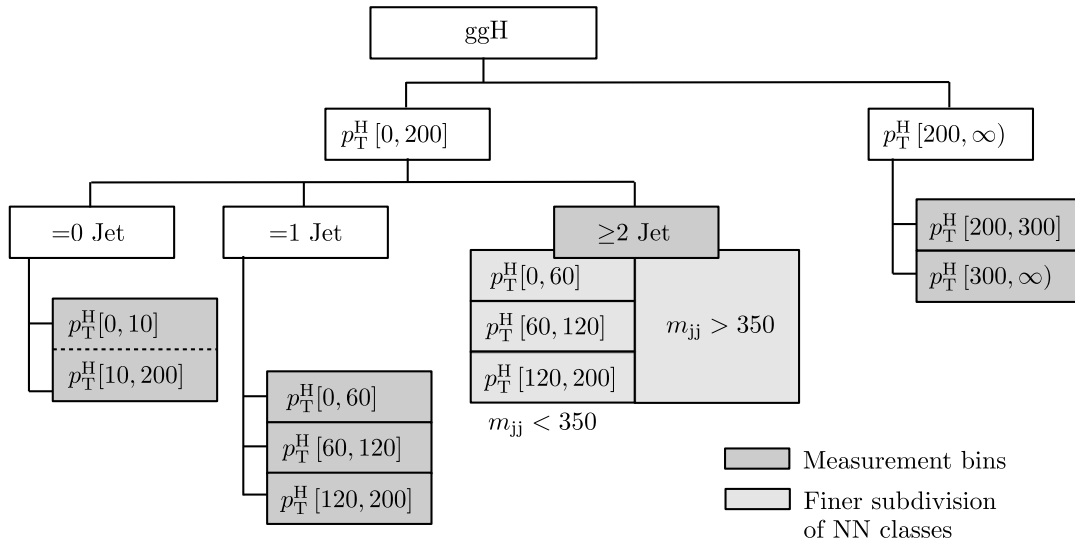 ggH
p_T^H [0, 200]
p_T^H [200, ∞)
=0 Jet
=1 Jet
≥2 Jet
p_T^H [200, 300]
p_T^H [300, ∞)
p_T^H [0, 10]
p_T^H [10, 200]
p_T^H [0, 60]
p_T^H [60, 120]
p_T^H [120, 200]
p_T^H [0, 60]
p_T^H [60, 120]
p_T^H [120, 200]
m_jj > 350
m_jj < 350
Measurement bins
Finer subdivision
of NN classes